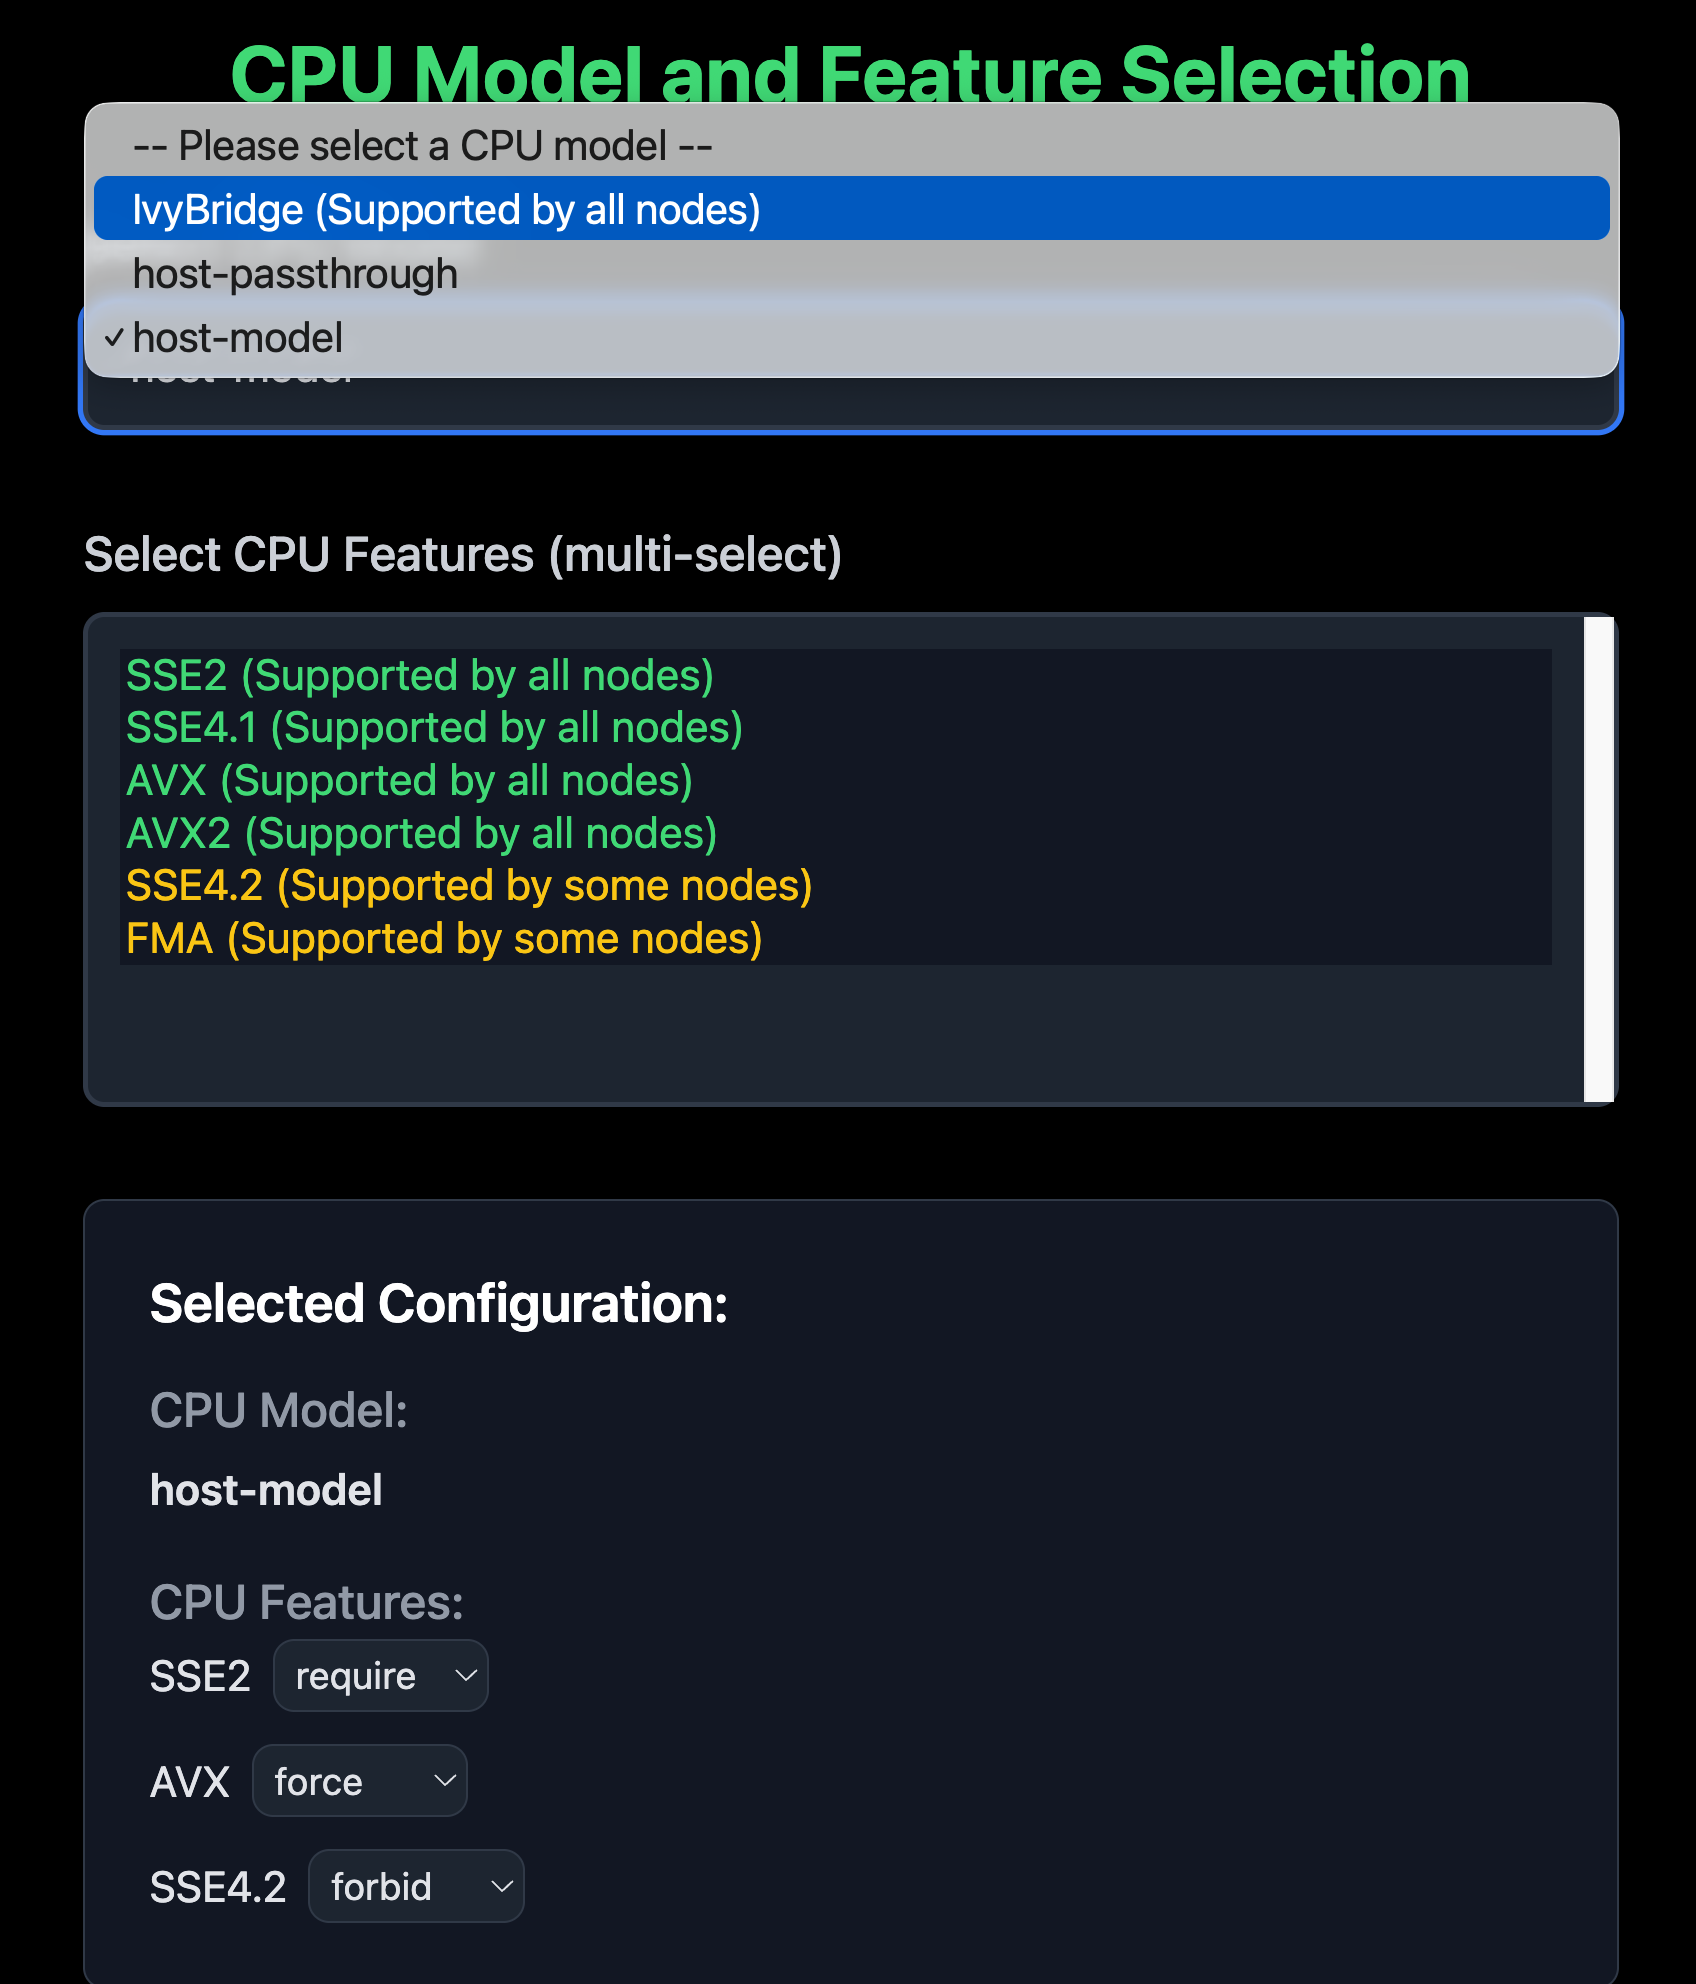 CPU Model and Feature Selection
-- Please select a CPU model --
IvyBridge (Supported by all nodes)
host-passthrough
✓ host-model
host-model
Select CPU Features (multi-select)
SSE2 (Supported by all nodes)
SSE4.1 (Supported by all nodes)
AVX (Supported by all nodes)
AVX2 (Supported by all nodes)
SSE4.2 (Supported by some nodes)
FMA (Supported by some nodes)
Selected Configuration:
CPU Model:
host-model
CPU Features:
SSE2 require
AVX force
SSE4.2 forbid